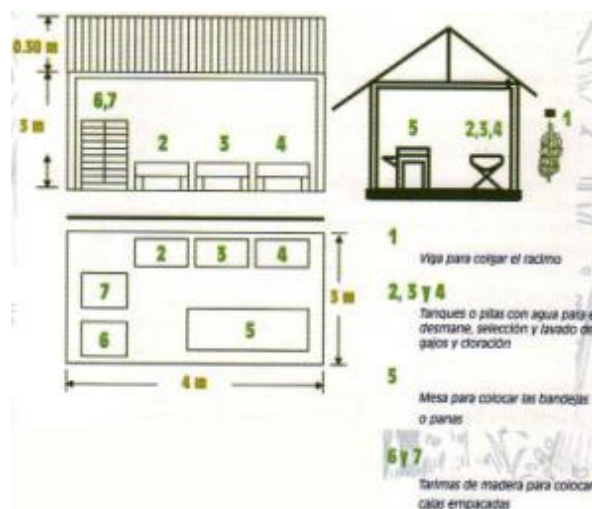 0.30 m
3 m
6,7
2
3
4
5
2,3,4
1
2
3
4
7
6
5
3 m
4 m
1
Viga para colgar el racimo
2, 3 y 4
Tanques o pilas con agua para e
desmane, selección y lavado de
gajos y cloración
5
Mesa para colocar las bandejas
o panas
6 y 7
Tarimas de madera para colocar
cajas empacadas